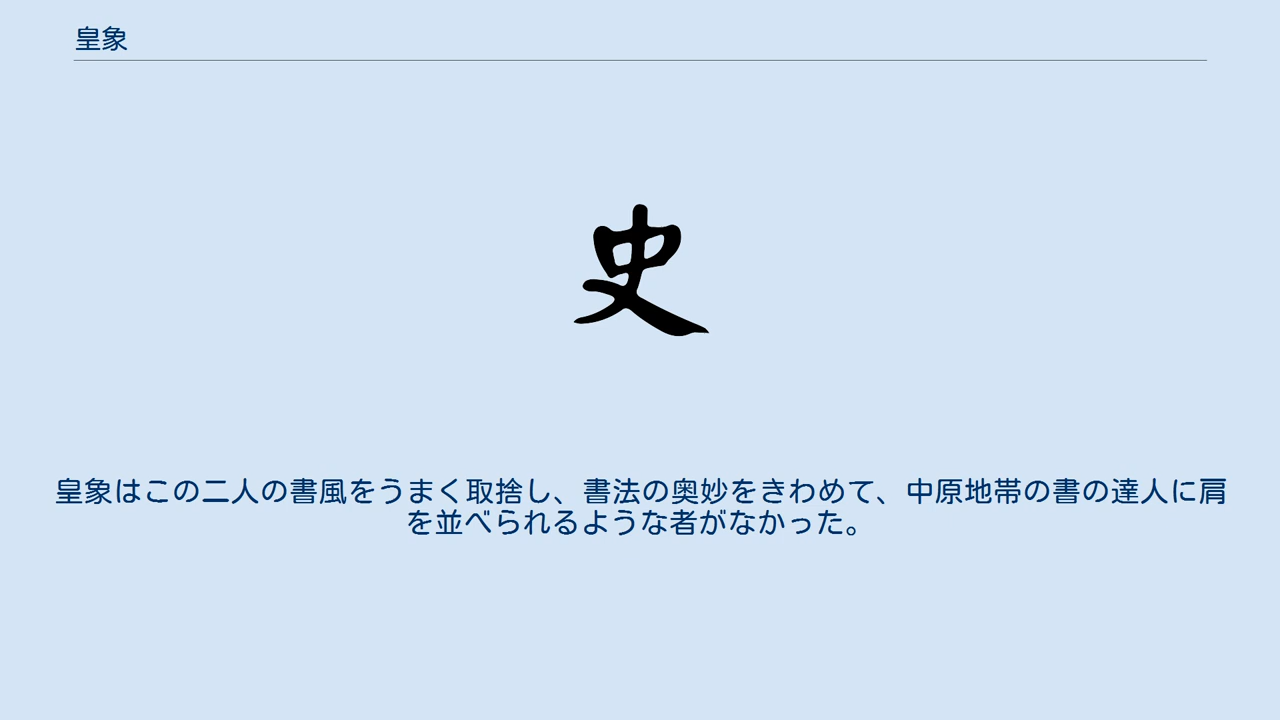 皇象
史
皇象はこの二人の書風をうまく取捨し、書法の奥妙をきわめて、中原地帯の書の達人に肩
を並べられるような者がなかった。